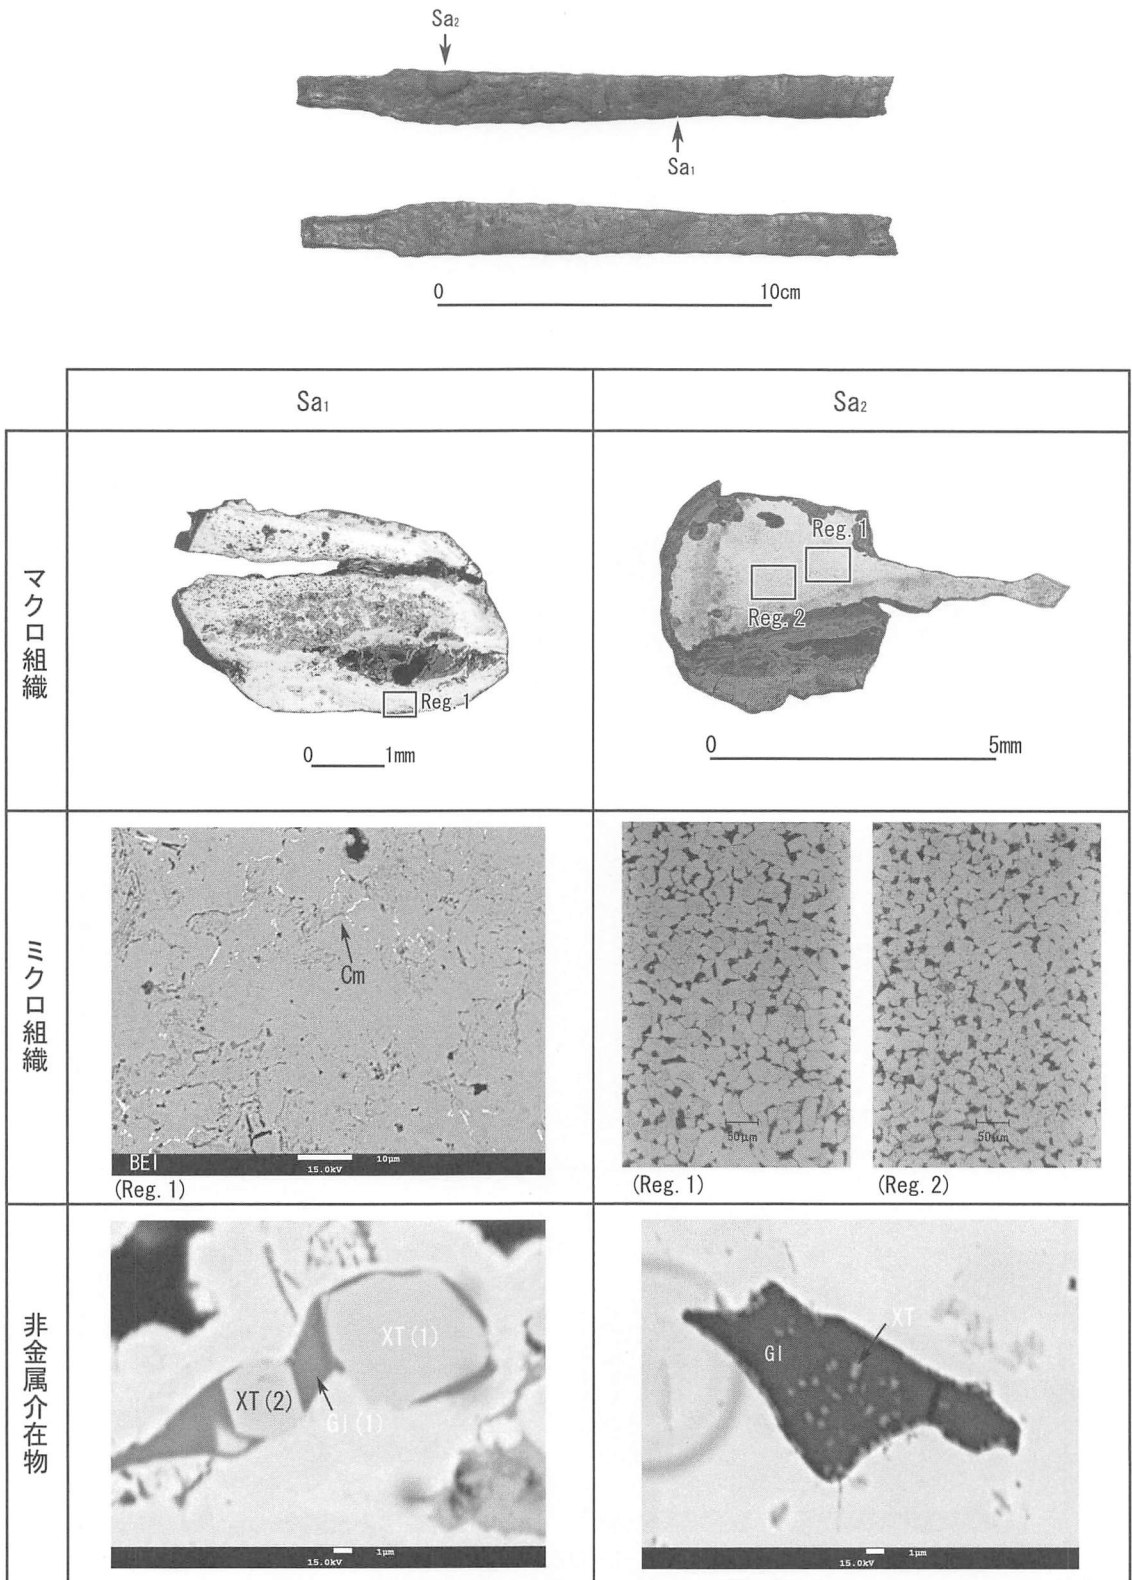 Sa₂
Sa₁
0 10cm
Sa₁ Sa₂
マクロ組織
Reg. 1
0 1mm
Reg. 1
Reg. 2
0 5mm
ミクロ組織
Cm
BEI 15.0kV 10μm
(Reg. 1)
50μm
(Reg. 1)
50μm
(Reg. 2)
非金属介在物
XT(1)
XT(2)
Gl(1)
15.0kV 1μm
XT
Gl
15.0kV 1μm